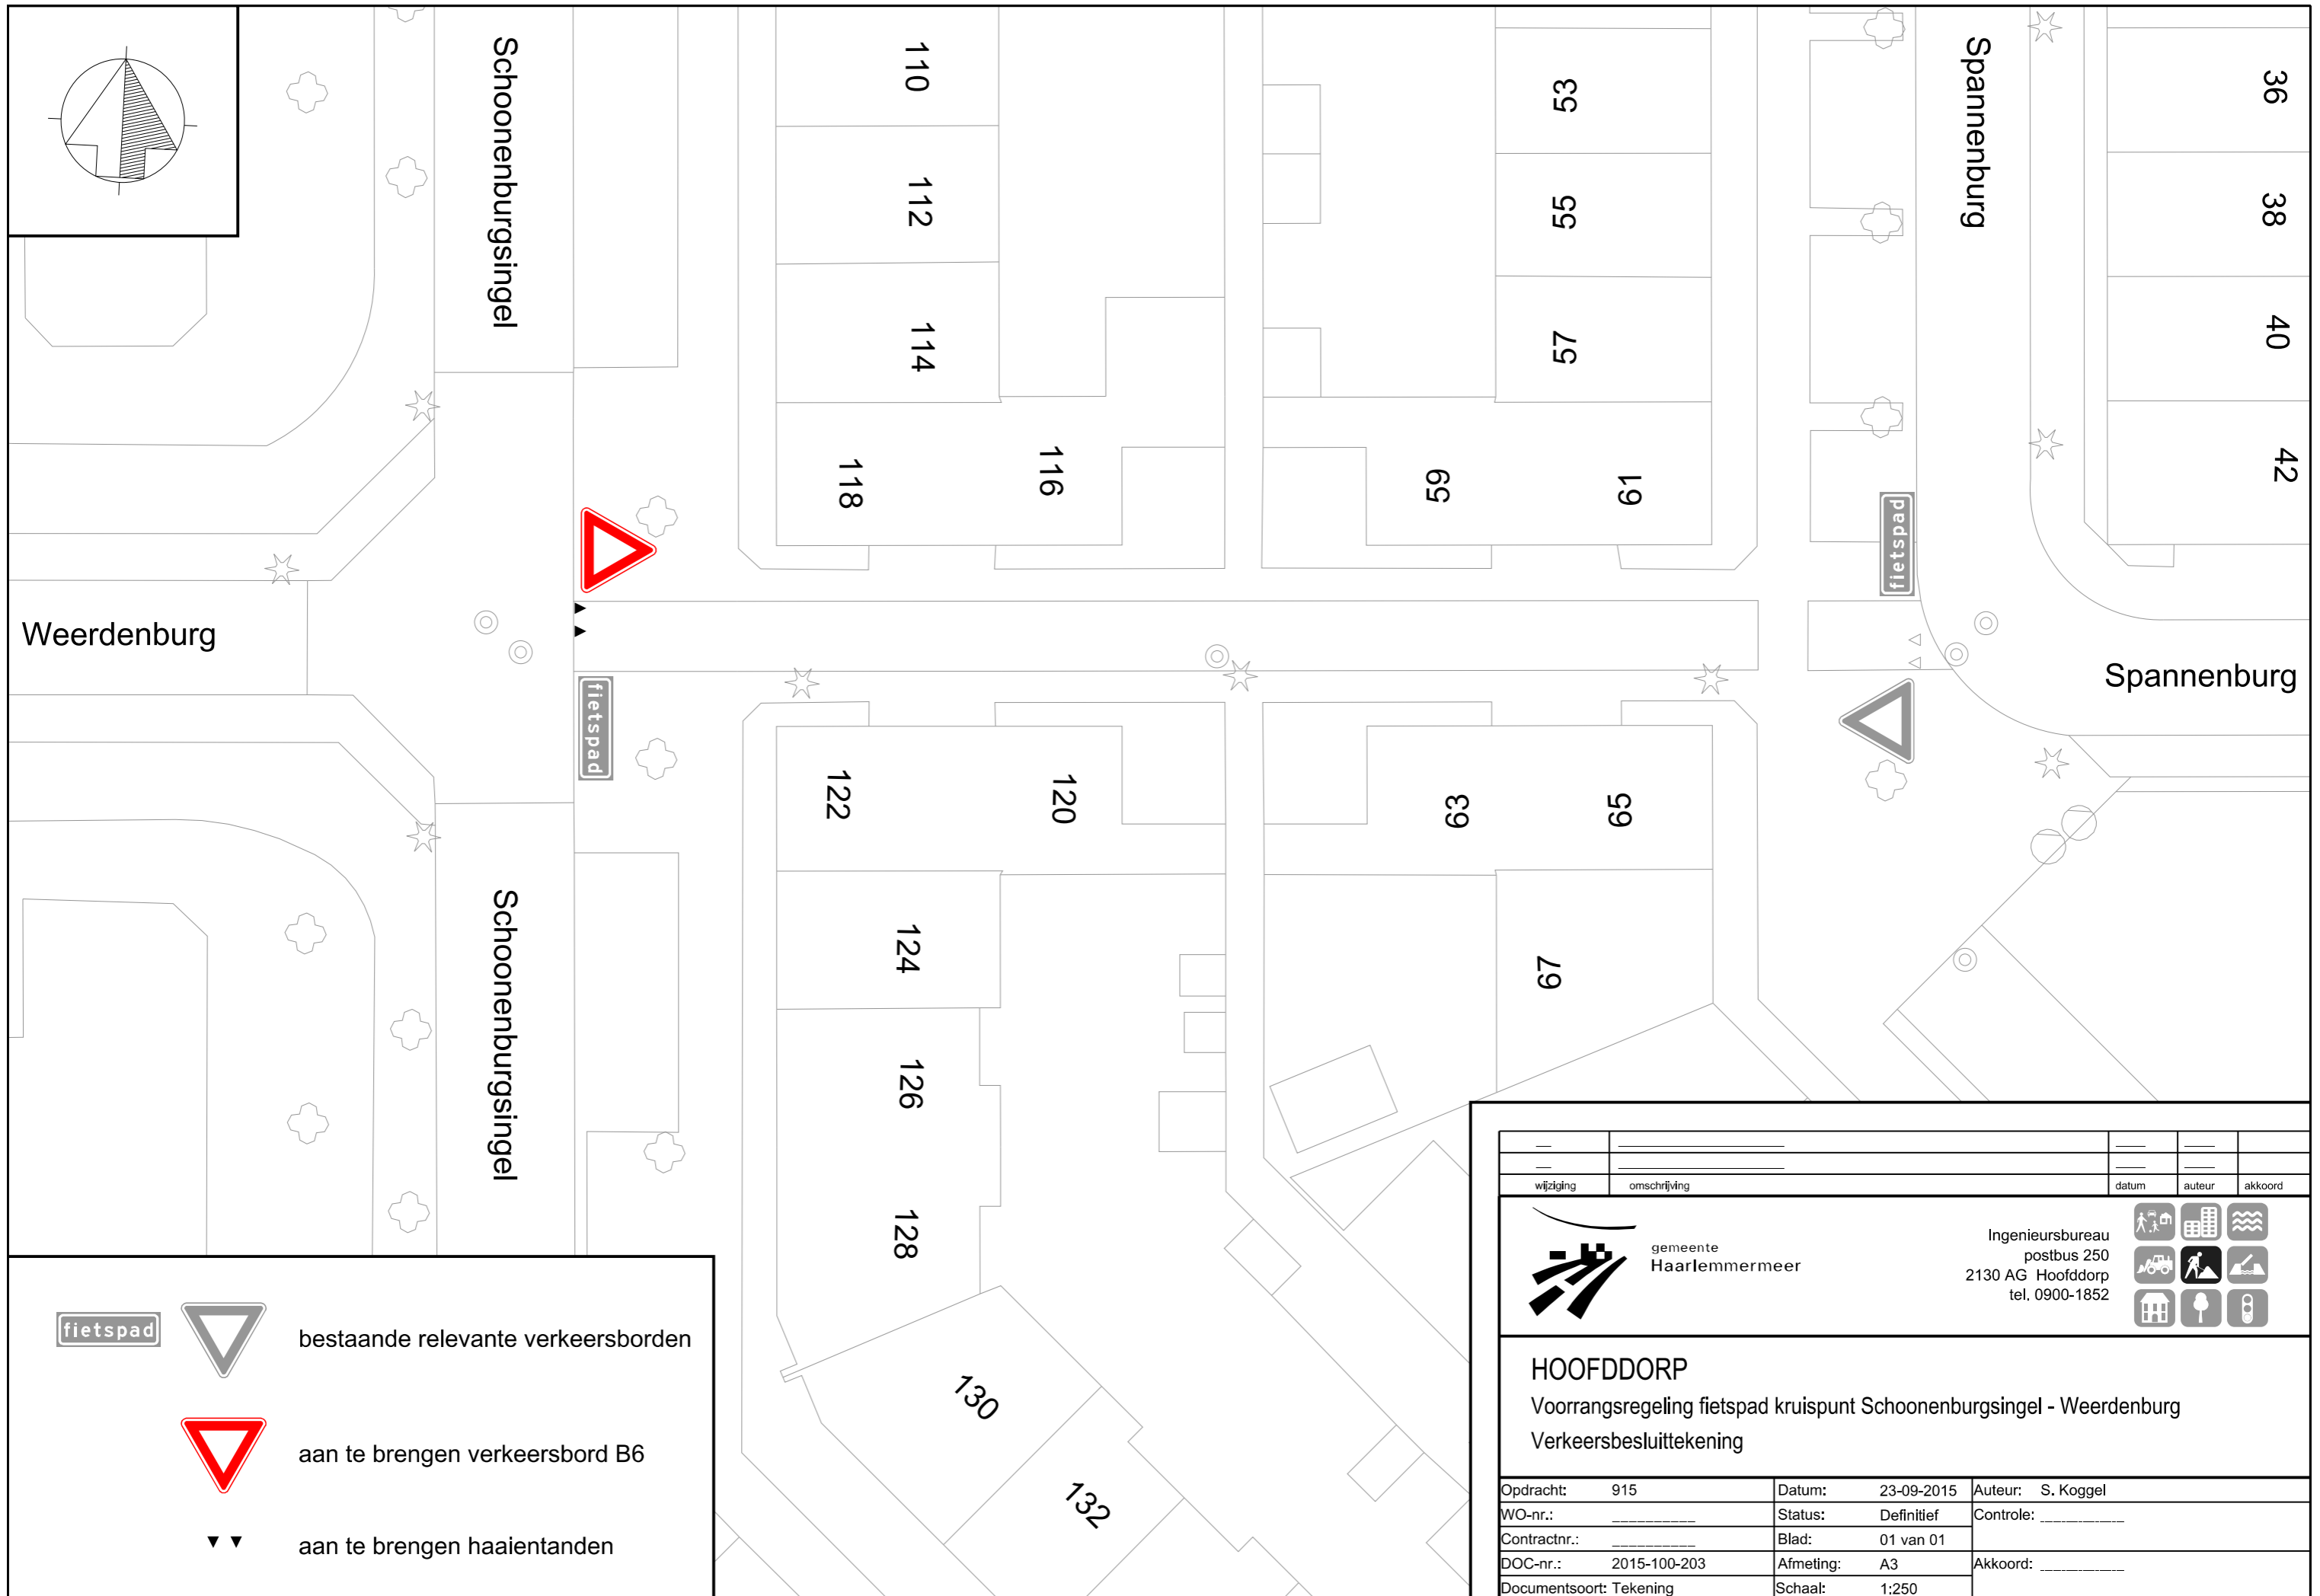 Schoonenburgsingel
110
112
114
116
118
53
55
57
59
61
Spannenburg
36
38
40
42
fietspad
Weerdenburg
Spannenburg
fietspad
122
120
63
65
124
67
Schoonenburgsingel
126
128
130
132
fietspad
bestaande relevante verkeersborden
aan te brengen verkeersbord B6
aan te brengen haaientanden
wijziging omschrijving datum auteur akkoord
gemeente
Haarlemmermeer
Ingenieursbureau
postbus 250
2130 AG Hoofddorp
tel. 0900-1852
HOOFDDORP
Voorrangsregeling fietspad kruispunt Schoonenburgsingel - Weerdenburg
Verkeersbesluittekening
Opdracht: 915 Datum: 23-09-2015 Auteur: S. Koggel
WO-nr.: __________ Status: Definitief Controle: __________
Contractnr.: __________ Blad: 01 van 01
DOC-nr.: 2015-100-203 Afmeting: A3 Akkoord: __________
Documentsoort: Tekening Schaal: 1:250